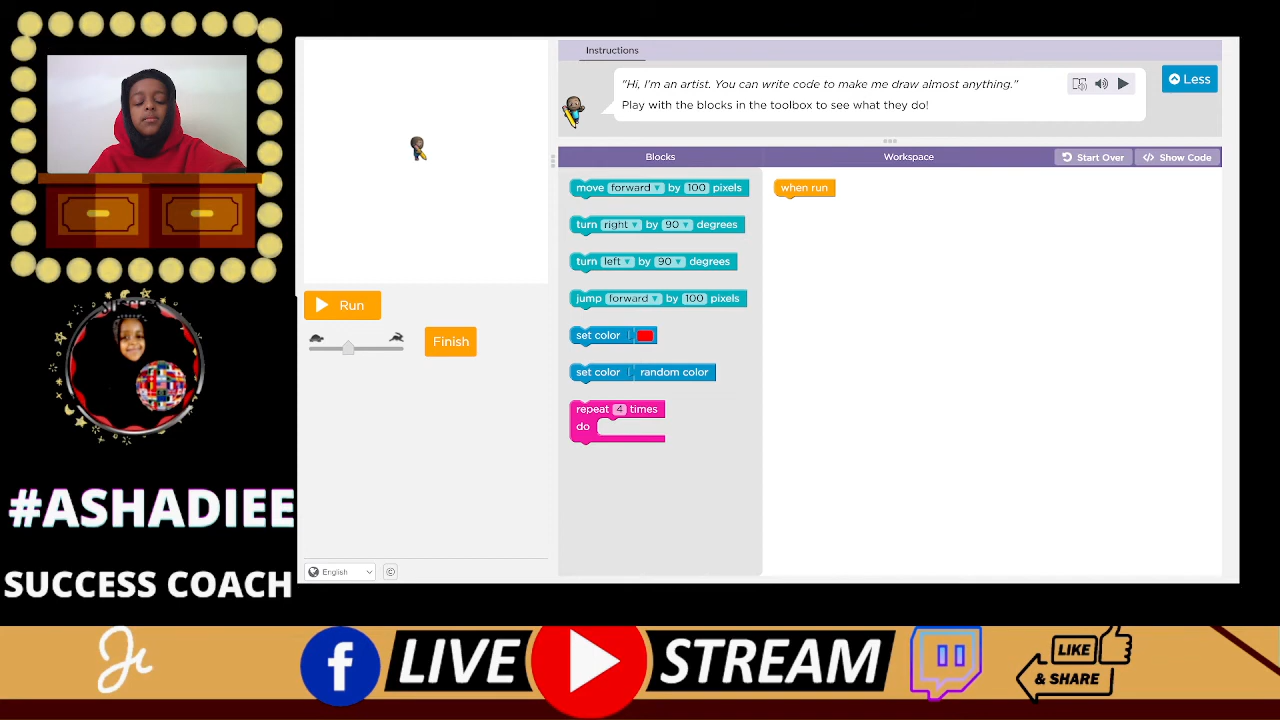 Instructions
"Hi, I'm an artist. You can write code to make me draw almost anything."
Play with the blocks in the toolbox to see what they do!
Less
Blocks
Workspace
Start Over
Show Code
move forward by 100 pixels
turn right by 90 degrees
turn left by 90 degrees
jump forward by 100 pixels
set color
set color random color
repeat 4 times
do
when run
Run
Finish
English
©
#ASHADIEE
SUCCESS COACH
LIVE
STREAM
LIKE
& SHARE